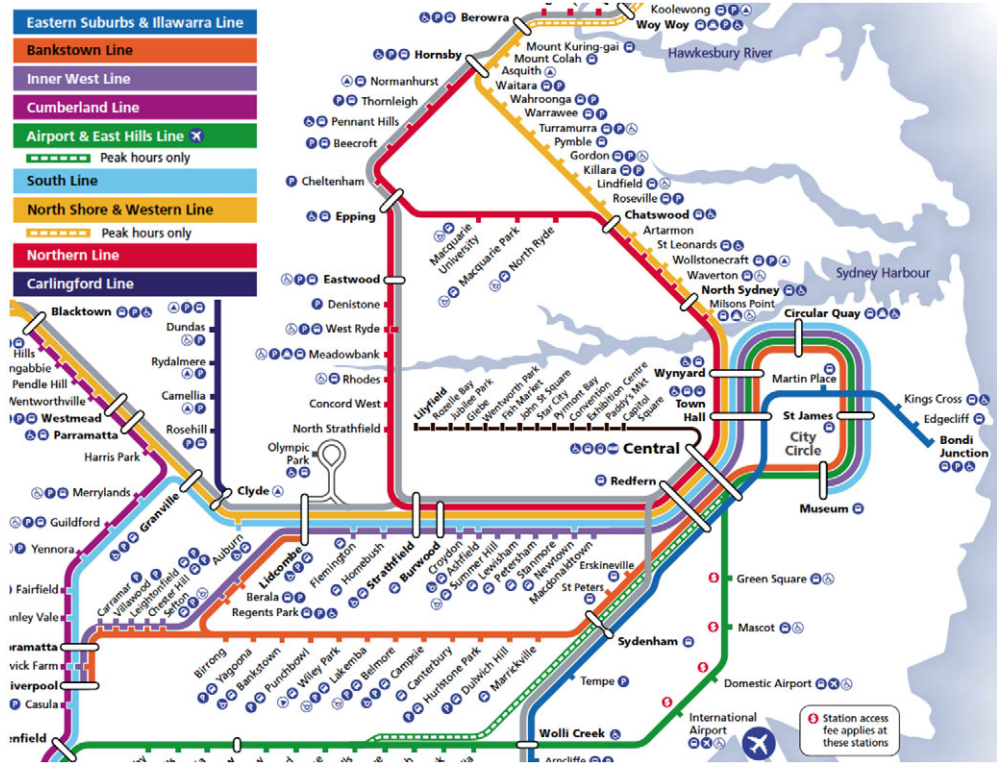 Eastern Suburbs & Illawarra Line
Bankstown Line
Inner West Line
Cumberland Line
Airport & East Hills Line
Peak hours only
South Line
North Shore & Western Line
Peak hours only
Northern Line
Carlingford Line
Berowra
Koolewong
Woy Woy
Hawkesbury River
Hornsby
Mount Kuring-gai
Mount Colah
Asquith
Normanhurst
Waitara
Thornleigh
Wahroonga
Warrawee
Pennant Hills
Turramurra
Beecroft
Pymble
Gordon
Killara
Cheltenham
Lindfield
Roseville
Epping
Chatswood
Artarmon
Macquarie
University
Macquarie Park
North Ryde
St Leonards
Wollstonecraft
Waverton
Sydney Harbour
Eastwood
North Sydney
Milsons Point
Denistone
Circular Quay
Blacktown
Dundas
West Ryde
Hills
ngabbie
Rydalmere
Meadowbank
Wynyard
Martin Place
Pendle Hill
Rhodes
Wentworthville
Camellia
Concord West
Kings Cross
Town
Hall
St James
Edgecliff
Westmead
Rosehill
North Strathfield
Parramatta
City
Circle
Bondi
Junction
Lilyfield
Rozelle Bay
Jubilee Park
Glebe
Wentworth Park
Fish Market
John St Square
Star City
Pyrmont Bay
Convention
Exhibition Centre
Paddy's Mkt
Capitol
Square
Central
Harris Park
Olympic
Park
Redfern
Merrylands
Clyde
Museum
Granville
Guildford
Auburn
Lidcombe
Flemington
Homebush
Strathfield
Burwood
Croydon
Ashfield
Summer Hill
Lewisham
Petersham
Stanmore
Newtown
Macdonaldtown
Yennora
Erskineville
St Peters
Green Square
Fairfield
Carramar
Villawood
Leightonfield
Chester Hill
Sefton
Berala
Regents Park
nley Vale
Mascot
Sydenham
ramatta
Birrong
Yagoona
Bankstown
Punchbowl
Wiley Park
Lakemba
Belmore
Campsie
Canterbury
Hurlstone Park
Dulwich Hill
Marrickville
wick Farm
iverpool
Tempe
Domestic Airport
Casula
International
Airport
Station access
fee applies at
these stations
enfield
Wolli Creek
Arncliffe